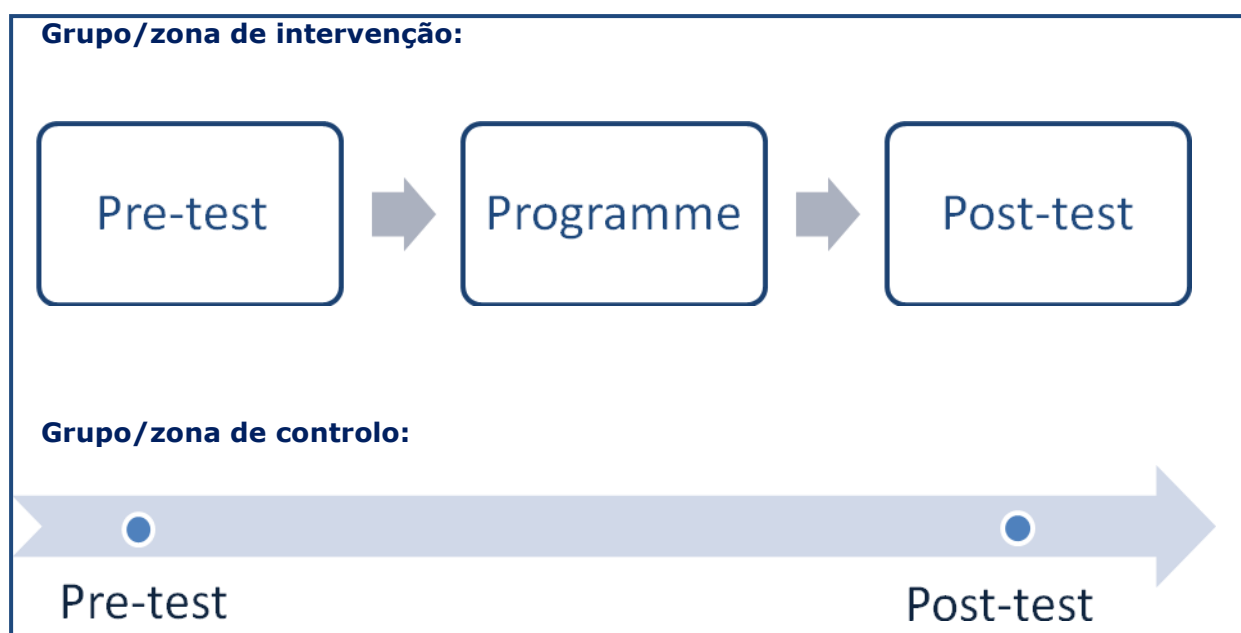 Grupo/zona de intervenção:
Pre-test
Programme
Post-test
Grupo/zona de controlo:
Pre-test
Post-test